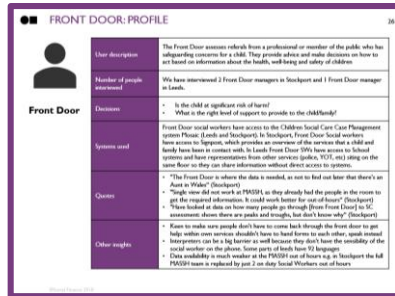 FRONT DOOR: PROFILE
36
Front Door
User description
The Front Door assesses referrals from a professional or member of the public who has
safeguarding concerns for a child. They provide advice and make decisions on how to
act based on information about the health, well-being and safety of children
Number of people
interviewed
We have interviewed 2 Front Door managers in Stockport and 1 Front Door manager
in Leeds.
Decisions
• Is the child at significant risk of harm?
• What is the right level of support to provide to the child/family?
Systems used
Front Door social workers have access to the Children Social Care Case Management
system Mosaic (Leeds and Stockport). In Stockport, Front Door Social workers
have access to Signpost, which provides an overview of the services that a child and
family have been in contact with. In Leeds Front Door SWs have access to School
systems and have representatives from other services (police, YOT, etc) sitting on the
same floor so they can share information without direct access to systems.
Quotes
• "The Front Door is where the data is needed, as not to find out later that there's an
Aunt in Wales" (Stockport)
• "Single view did not work at MASSH, so they already had the people in the room to
get the required information. It could work better for out-of-hours" (Stockport)
• "Have looked at data on how many people go through [from Front Door] to SC
assessment: shows there are peaks and troughs, but don't know why" (Stockport)
Other insights
• Keen to make sure people don't have to come back through the front door to get
help: within own services shouldn't have to hand forms to each other, speak instead
• Interpreters can be a big barrier as well because they don't have the sensibility of the
social worker on the phone. Some parts of leeds have 92 languages
• Data availability is much weaker at the MASSH out of hours e.g. in Stockport the full
MASSH team is replaced by just 2 on duty Social Workers out of hours